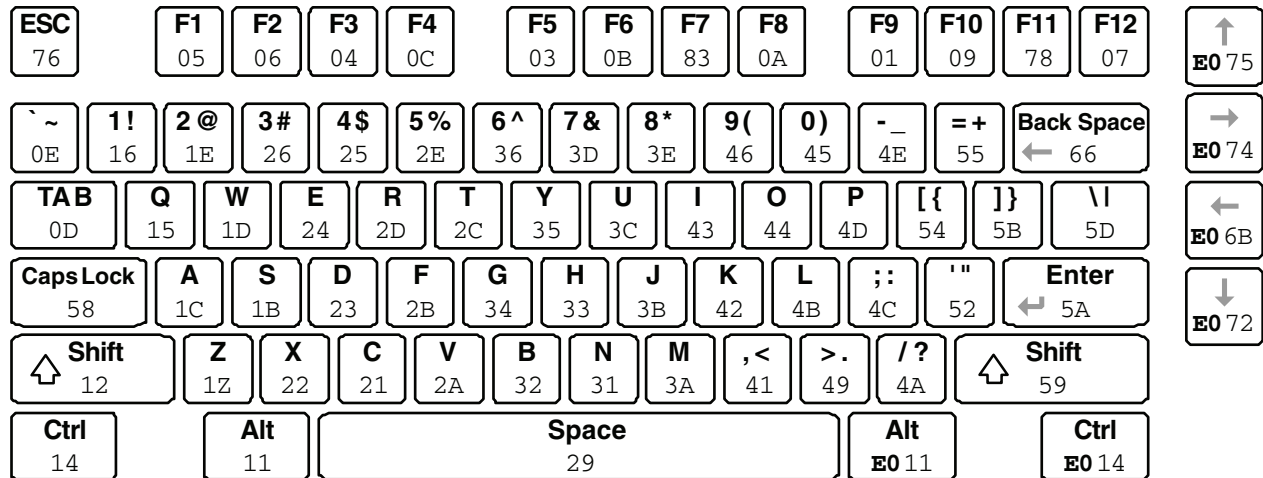 ESC F1 F2 F3 F4 F5 F6 F7 F8 F9 F10 F11 F12 ↑
76 05 06 04 0C 03 0B 83 0A 01 09 78 07 E0 75
` ~ 1! 2@ 3# 4$ 5% 6^ 7& 8* 9( 0) -_ =+ Back Space →
0E 16 1E 26 25 2E 36 3D 3E 46 45 4E 55 ← 66 E0 74
TAB Q W E R T Y U I O P [{ ]} \| ←
0D 15 1D 24 2D 2C 35 3C 43 44 4D 54 5B 5D E0 6B
Caps Lock A S D F G H J K L ;: '" Enter ↓
58 1C 1B 23 2B 34 33 3B 42 4B 4C 52 ↵ 5A E0 72
⇧ Shift Z X C V B N M ,< >. /? ⇧ Shift
12 1Z 22 21 2A 32 31 3A 41 49 4A 59
Ctrl Alt Space Alt Ctrl
14 11 29 E0 11 E0 14